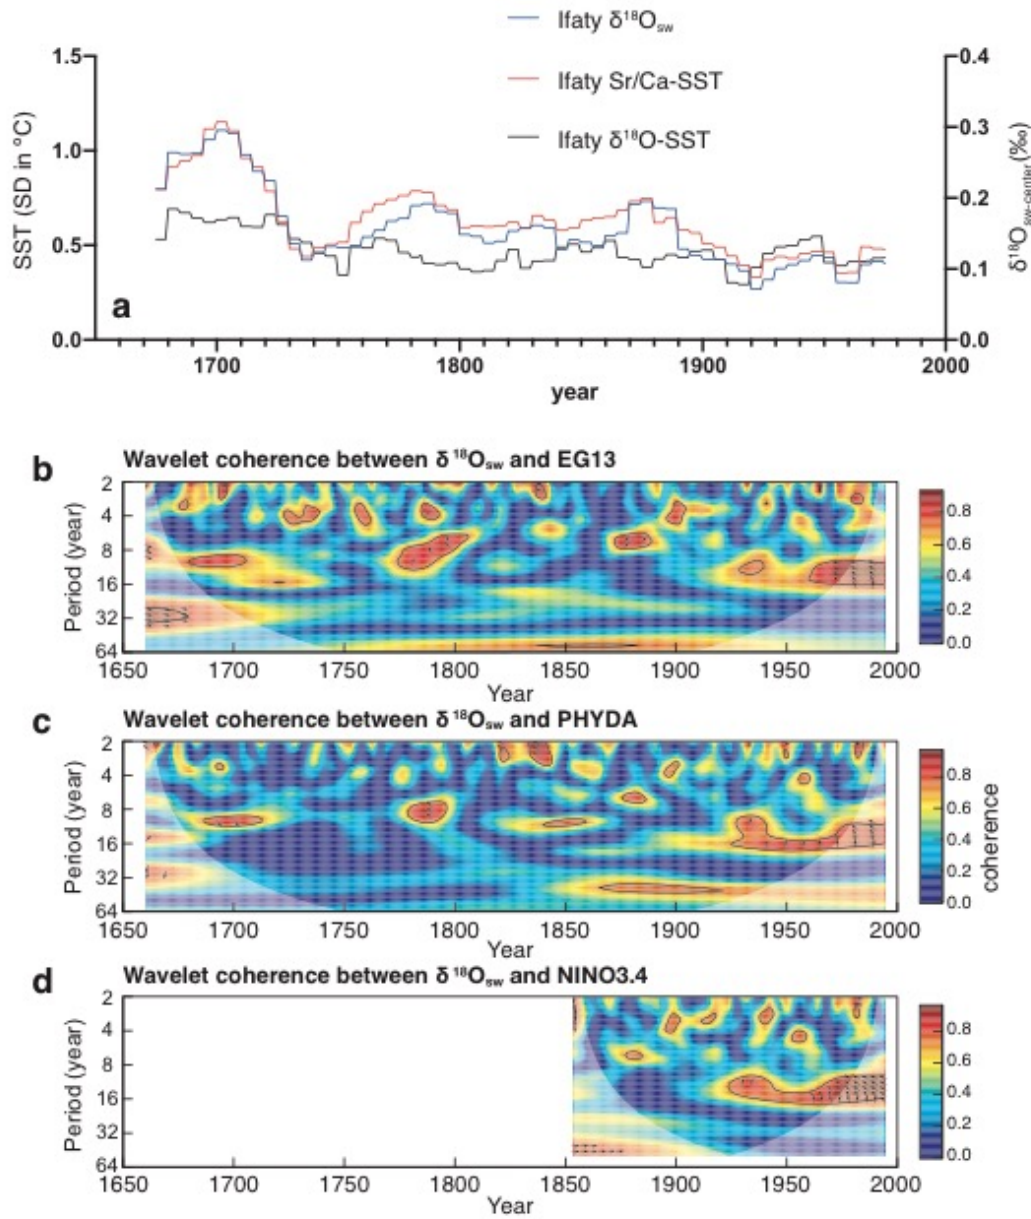 Ifaty δ¹⁸Osw
Ifaty Sr/Ca-SST
Ifaty δ¹⁸O-SST
SST (SD in °C)
1.5
1.0
0.5
0.0
0.4
0.3
0.2
0.1
0.0
δ¹⁸Osw-center(‰)
a
1700 1800 1900 2000
year
b
Wavelet coherence between δ¹⁸Osw and EG13
Period (year)
2
4
8
16
32
64
1650 1700 1750 1800 1850 1900 1950 2000
Year
0.8
0.6
0.4
0.2
0.0
c
Wavelet coherence between δ¹⁸Osw and PHYDA
Period (year)
2
4
8
16
32
64
1650 1700 1750 1800 1850 1900 1950 2000
Year
0.8
0.6
0.4
0.2
0.0
coherence
d
Wavelet coherence between δ¹⁸Osw and NINO3.4
Period (year)
2
4
8
16
32
64
1650 1700 1750 1800 1850 1900 1950 2000
Year
0.8
0.6
0.4
0.2
0.0